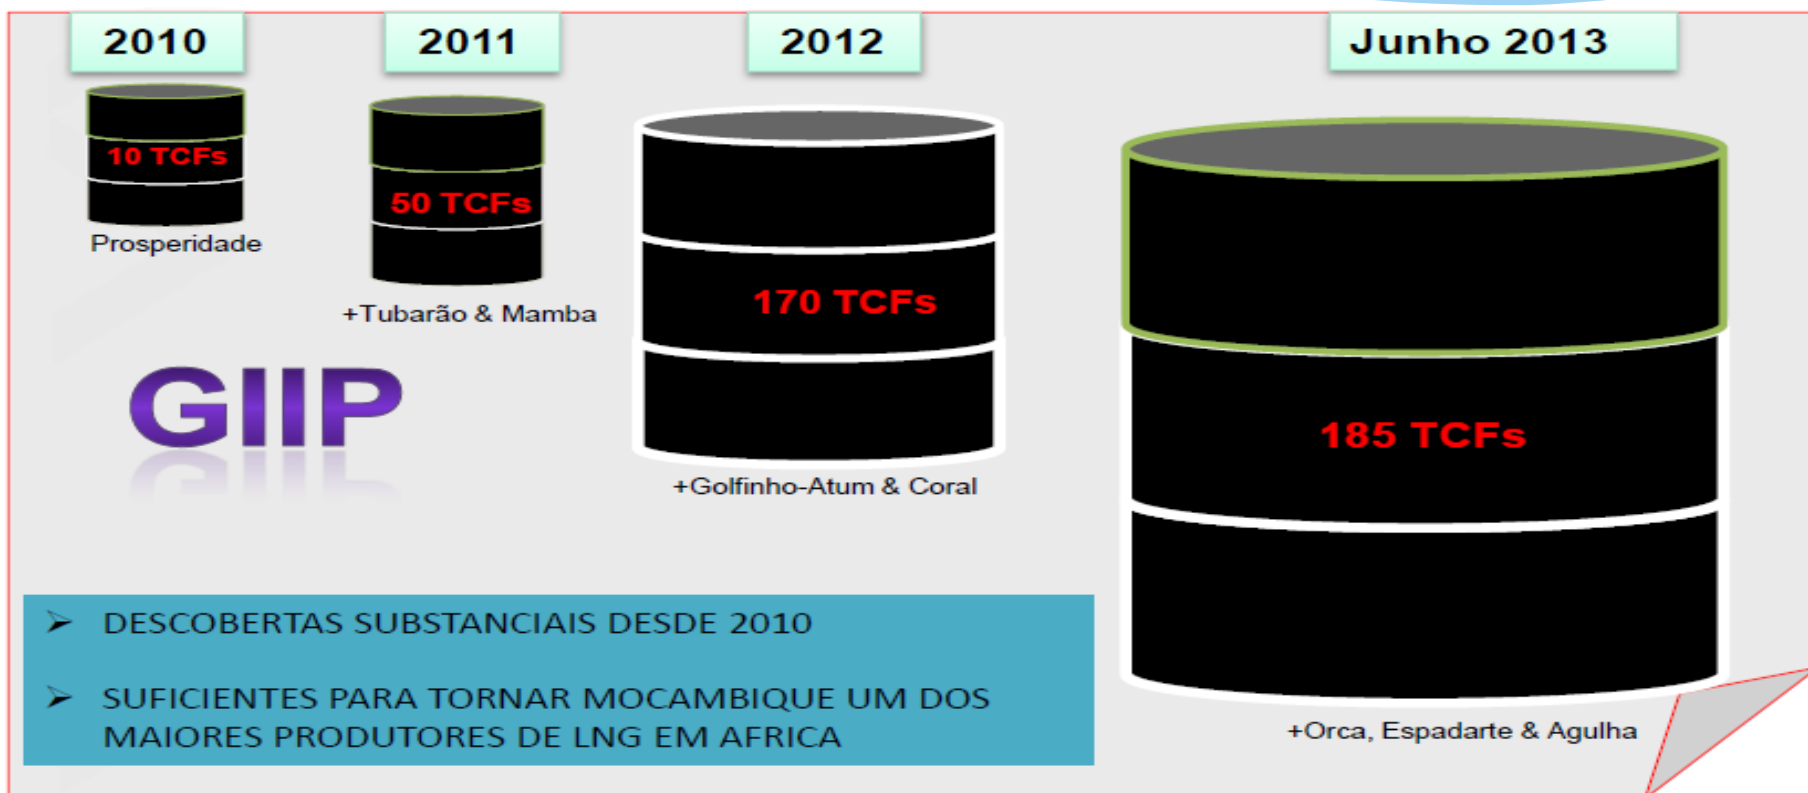 2010
2011
2012
Junho 2013
10 TCFs
Prosperidade
50 TCFs
+Tubarão & Mamba
170 TCFs
+Golfinho-Atum & Coral
185 TCFs
+Orca, Espadarte & Agulha
GIIP
➢ DESCOBERTAS SUBSTANCIAIS DESDE 2010
➢ SUFICIENTES PARA TORNAR MOCAMBIQUE UM DOS
MAIORES PRODUTORES DE LNG EM AFRICA